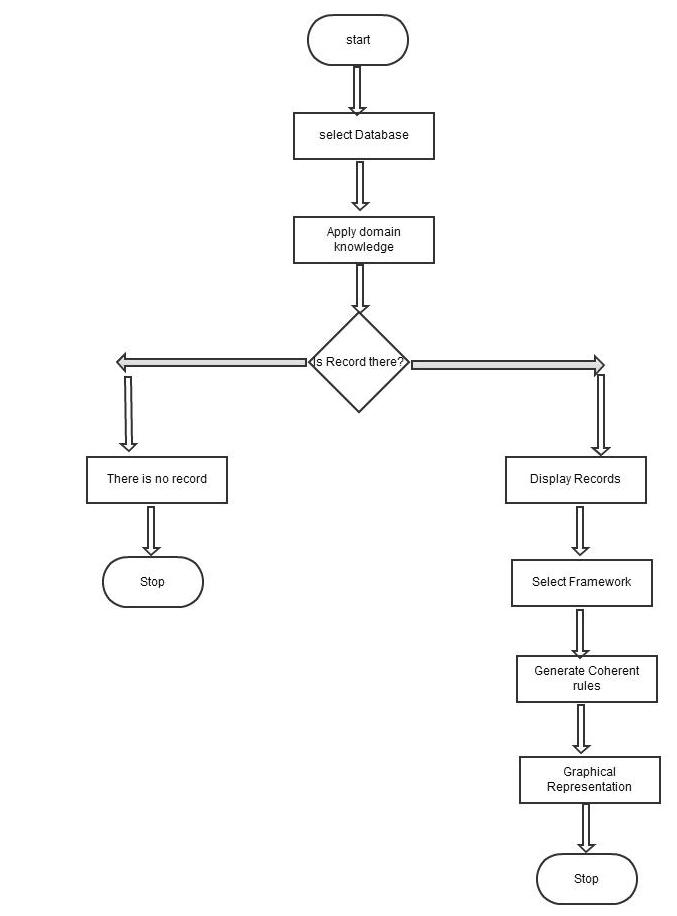 start
select Database
Apply domain
knowledge
Is Record there?
There is no record
Display Records
Stop
Select Framework
Generate Coherent
rules
Graphical
Representation
Stop